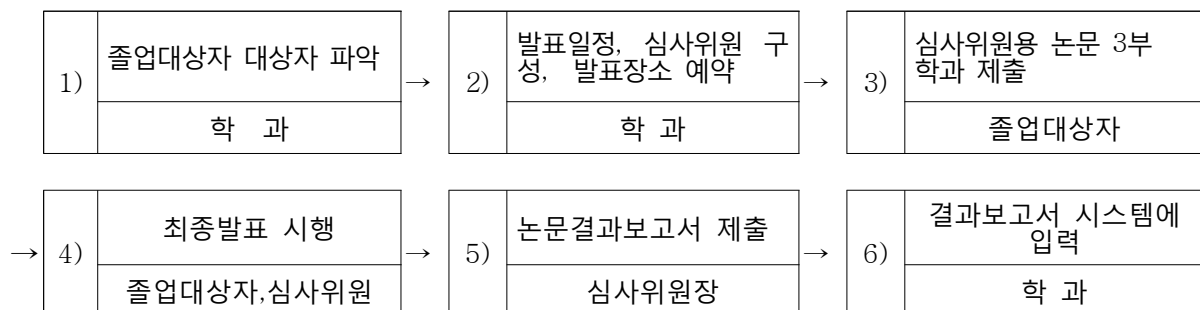 1) 졸업대상자 대상자 파악
학 과
→
2) 발표일정, 심사위원 구
성, 발표장소 예약
학 과
→
3) 심사위원용 논문 3부
학과 제출
졸업대상자
→
4) 최종발표 시행
졸업대상자,심사위원
→
5) 논문결과보고서 제출
심사위원장
→
6) 결과보고서 시스템에
입력
학 과